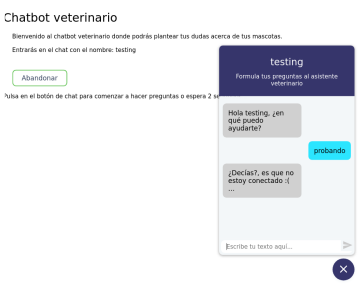 Chatbot veterinario
Bienvenido al chatbot veterinario donde podrás plantear tus dudas acerca de tus mascotas.
Entrarás en el chat con el nombre: testing
Abandonar
Pulsa en el botón de chat para comenzar a hacer preguntas o espera 2 se
testing
Formula tus preguntas al asistente
veterinario
Hola testing, ¿en
qué puedo
ayudarte?
probando
¿Decías?, es que no
estoy conectado :(
...
Escribe tu texto aquí...